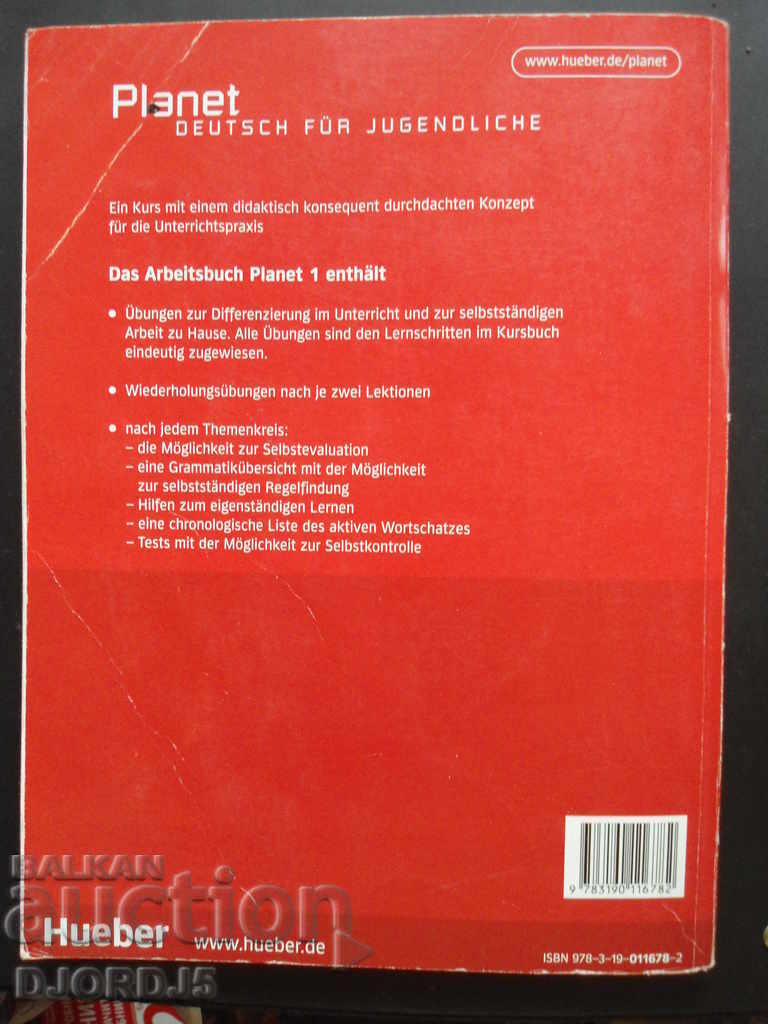 www.hueber.de/planet
Planet
DEUTSCH FÜR JUGENDLICHE
Ein Kurs mit einem didaktisch konsequent durchdachten Konzept
für die Unterrichtspraxis
Das Arbeitsbuch Planet 1 enthält
• Übungen zur Differenzierung im Unterricht und zur selbstständigen
Arbeit zu Hause. Alle Übungen sind den Lernschritten im Kursbuch
eindeutig zugewiesen.
• Wiederholungsübungen nach je zwei Lektionen
• nach jedem Themenkreis:
– die Möglichkeit zur Selbstevaluation
– eine Grammatikübersicht mit der Möglichkeit
zur selbstständigen Regelfindung
– Hilfen zum eigenständigen Lernen
– eine chronologische Liste des aktiven Wortschatzes
– Tests mit der Möglichkeit zur Selbstkontrolle
9 783190 116782
BALKAN
auction
Hueber www.hueber.de
ISBN 978-3-19-011678-2
DJORDJ5